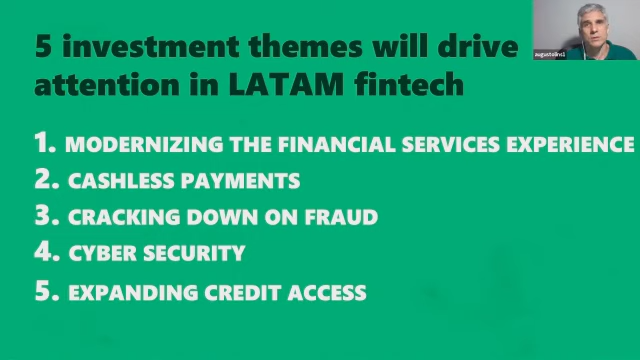 5 investment themes will drive
attention in LATAM fintech
augustolins1
1. MODERNIZING THE FINANCIAL SERVICES EXPERIENCE
2. CASHLESS PAYMENTS
3. CRACKING DOWN ON FRAUD
4. CYBER SECURITY
5. EXPANDING CREDIT ACCESS